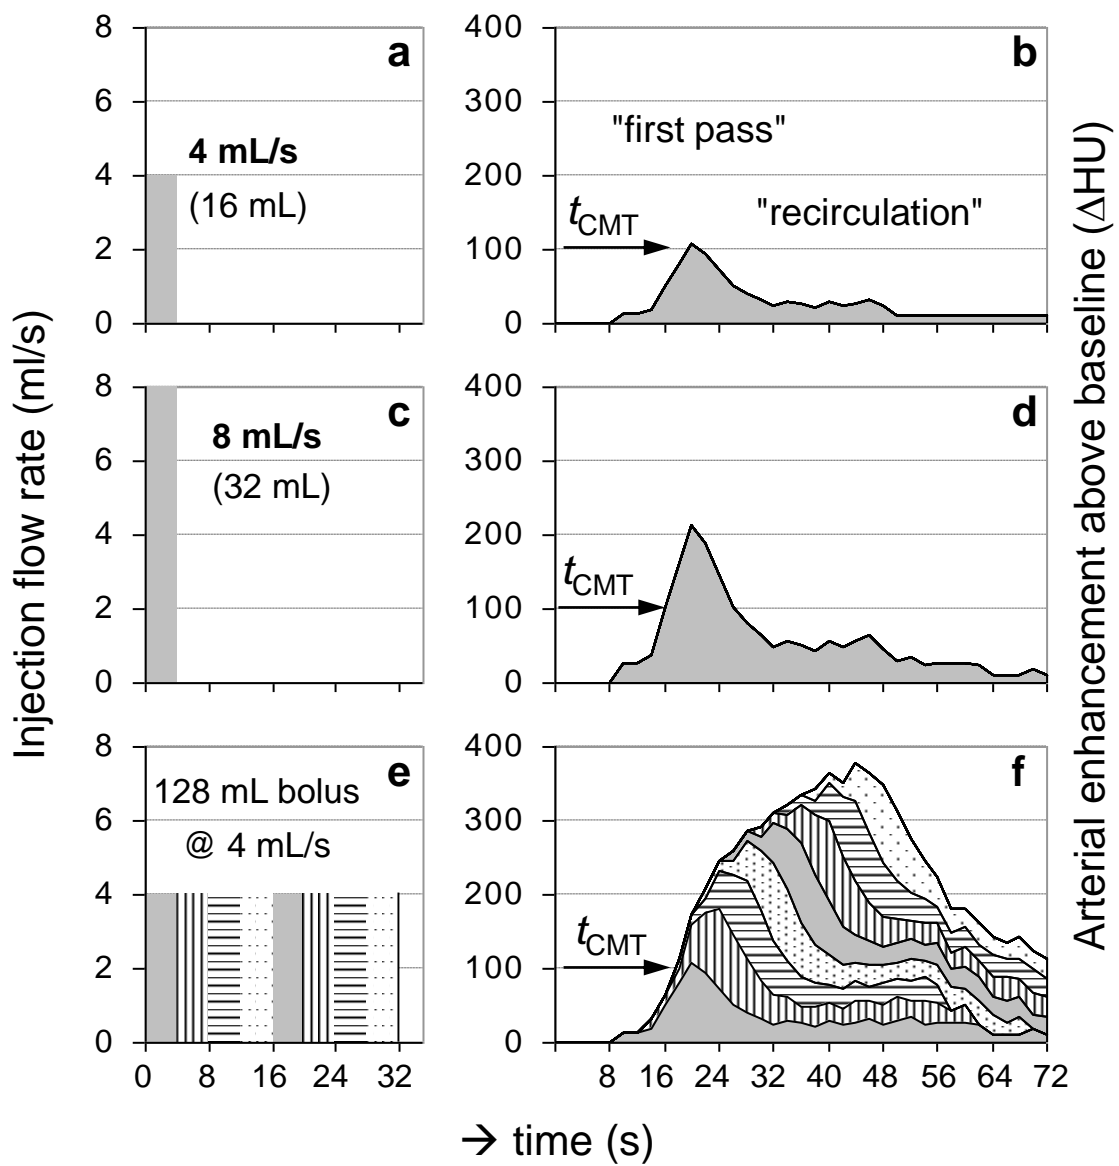 Injection flow rate (ml/s)
8
6
4
2
0
a
4 mL/s
(16 mL)
400
300
200
100
0
b
"first pass"
"recirculation"
tCMT
8
6
4
2
0
c
8 mL/s
(32 mL)
400
300
200
100
0
d
tCMT
8
6
4
2
0
e
128 mL bolus
@ 4 mL/s
0 8 16 24 32
400
300
200
100
0
f
tCMT
8 16 24 32 40 48 56 64 72
Arterial enhancement above baseline (ΔHU)
→ time (s)